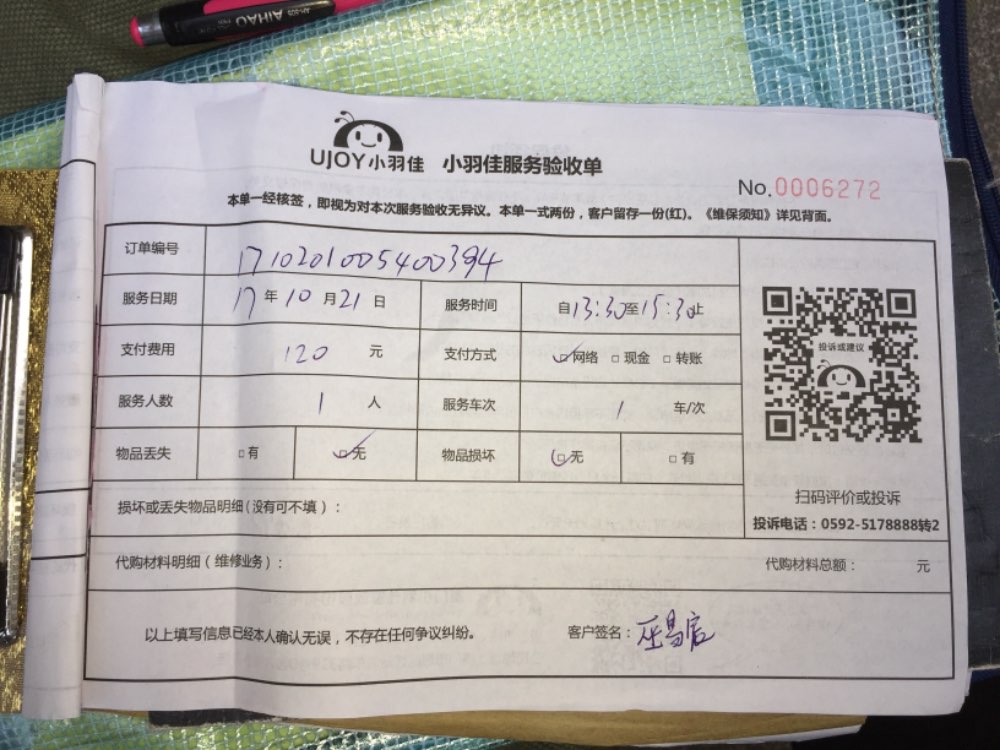 AIHAO
UJOY小羽佳 小羽佳服务验收单
No.0006272
本单一经核签，即视为对本次服务验收无异议。本单一式两份，客户留存一份(红)。《维保须知》详见背面。
订单编号 1710201005400394
服务日期 17年10月21日 服务时间 自13:30至15:30止
支付费用 120 元 支付方式 ☑网络 □现金 □转账
服务人数 1 人 服务车次 1 车/次
物品丢失 □有 ☑无 物品损坏 ☑无 □有
投诉或建议
扫码评价或投诉
投诉电话：0592-5178888转2
损坏或丢失物品明细(没有可不填)：
代购材料明细（维修业务）： 代购材料总额： 元
以上填写信息已经本人确认无误，不存在任何争议纠纷。 客户签名：